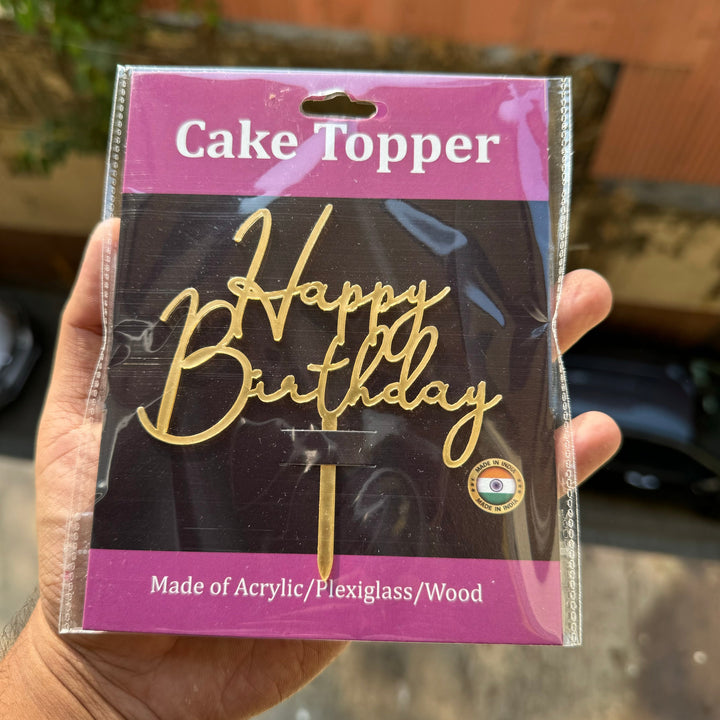 Cake Topper
Happy
Birthday
MADE IN INDIA
MADE IN INDIA
Made of Acrylic/Plexiglass/Wood